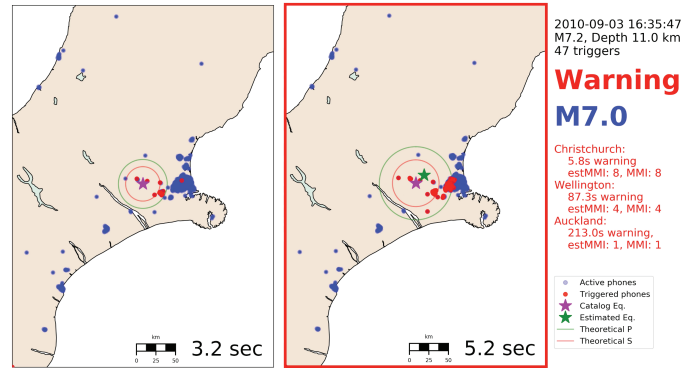 km
0 25 50
3.2 sec
km
0 25 50
5.2 sec
2010-09-03 16:35:47
M7.2, Depth 11.0 km
47 triggers
Warning
M7.0
Christchurch:
5.8s warning
estMMI: 8, MMI: 8
Wellington:
87.3s warning
estMMI: 4, MMI: 4
Auckland:
213.0s warning,
estMMI: 1, MMI: 1
Active phones
Triggered phones
Catalog Eq.
Estimated Eq.
Theoretical P
Theoretical S